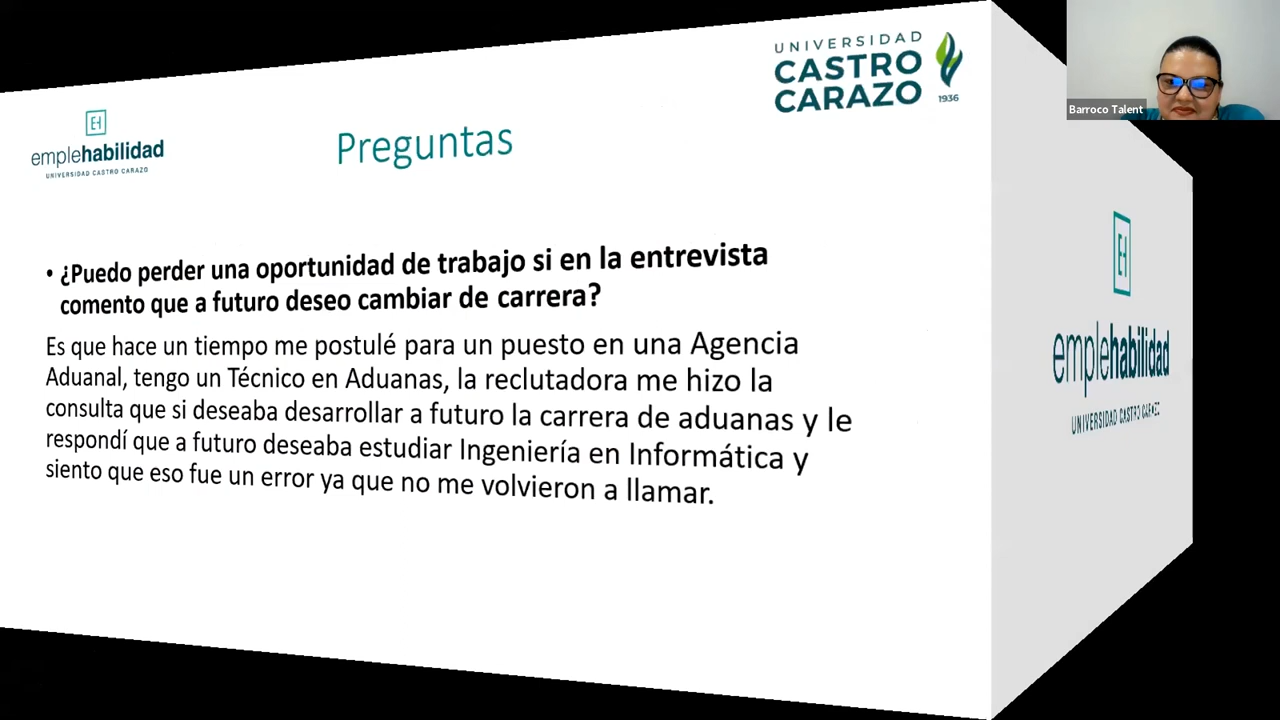 UNIVERSIDAD
CASTRO
CARAZO
1936
Barroco Talent
EH
emplehabilidad
UNIVERSIDAD CASTRO CARAZO
Preguntas
• ¿Puedo perder una oportunidad de trabajo si en la entrevista
comento que a futuro deseo cambiar de carrera?
Es que hace un tiempo me postulé para un puesto en una Agencia
Aduanal, tengo un Técnico en Aduanas, la reclutadora me hizo la
consulta que si deseaba desarrollar a futuro la carrera de aduanas y le
respondí que a futuro deseaba estudiar Ingeniería en Informática y
siento que eso fue un error ya que no me volvieron a llamar.
EH
emplehabilidad
UNIVERSIDAD CASTRO CARAZO